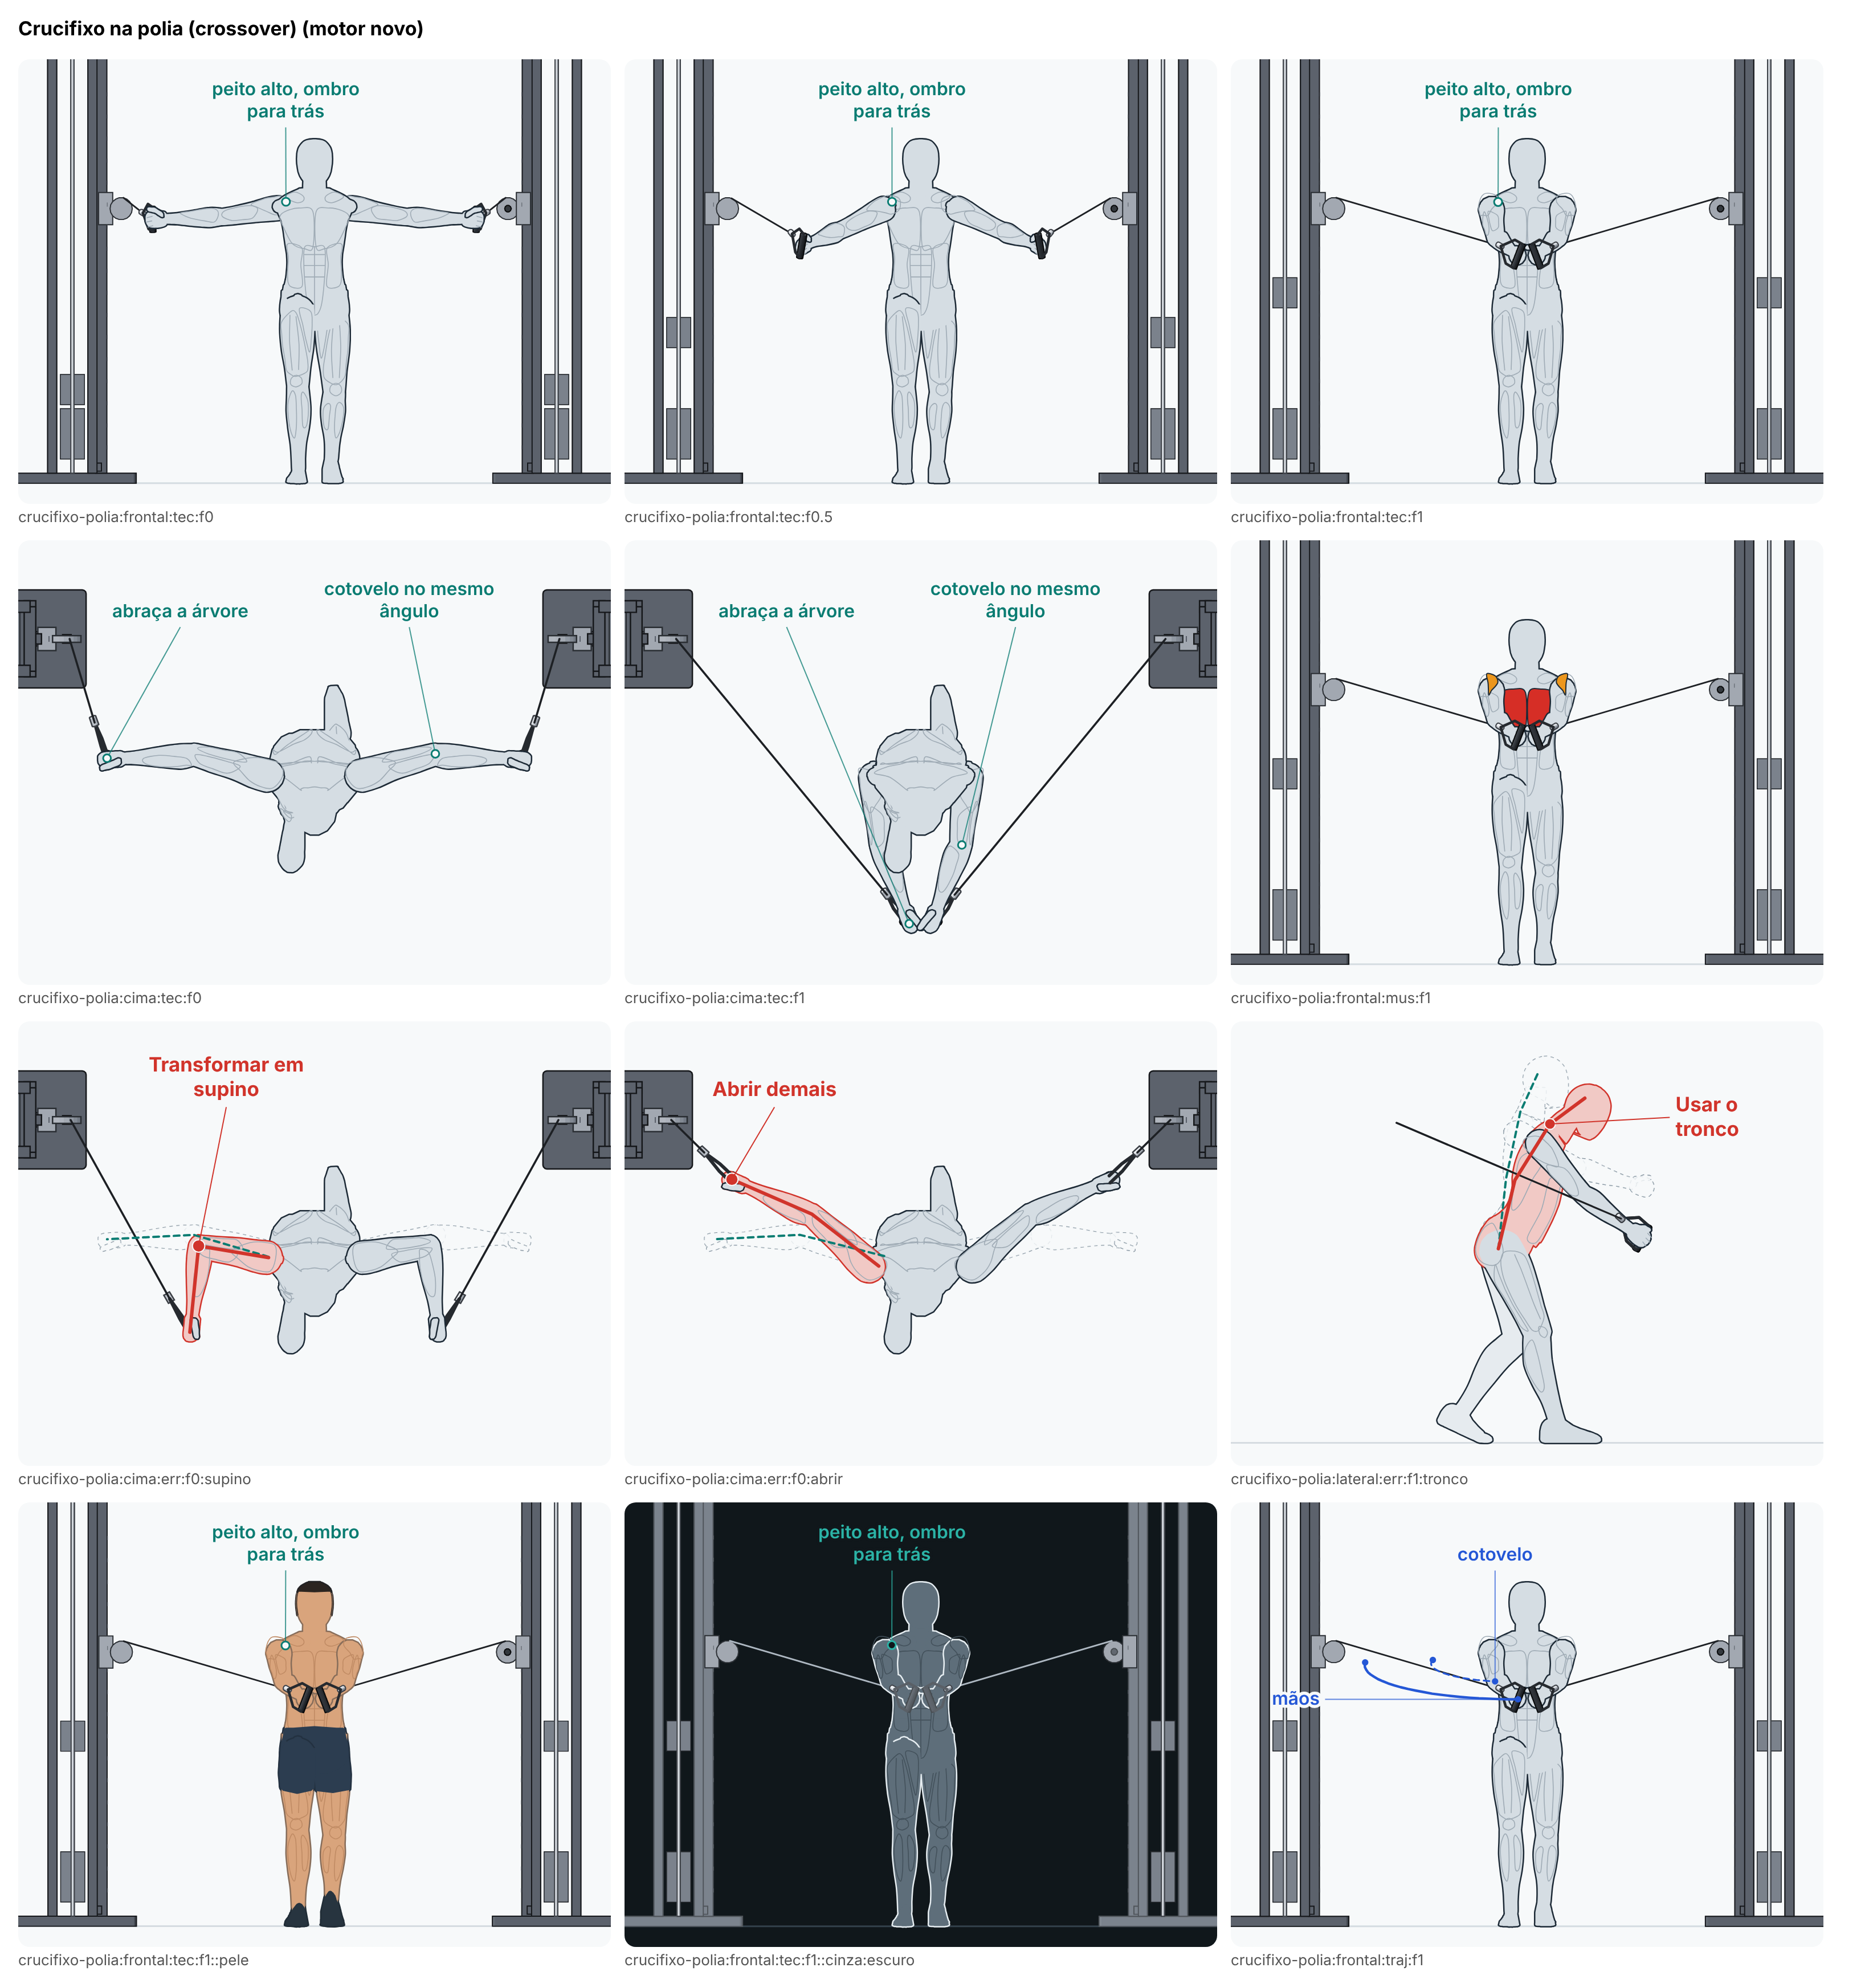 Crucifixo na polia (crossover) (motor novo)
peito alto, ombro
para trás
peito alto, ombro
para trás
peito alto, ombro
para trás
crucifixo-polia:frontal:tec:f0
crucifixo-polia:frontal:tec:f0.5
crucifixo-polia:frontal:tec:f1
abraça a árvore
cotovelo no mesmo
ângulo
abraça a árvore
cotovelo no mesmo
ângulo
crucifixo-polia:cima:tec:f0
crucifixo-polia:cima:tec:f1
crucifixo-polia:frontal:mus:f1
Transformar em
supino
Abrir demais
Usar o
tronco
crucifixo-polia:cima:err:f0:supino
crucifixo-polia:cima:err:f0:abrir
crucifixo-polia:lateral:err:f1:tronco
peito alto, ombro
para trás
peito alto, ombro
para trás
cotovelo
mãos
crucifixo-polia:frontal:tec:f1::pele
crucifixo-polia:frontal:tec:f1::cinza:escuro
crucifixo-polia:frontal:traj:f1